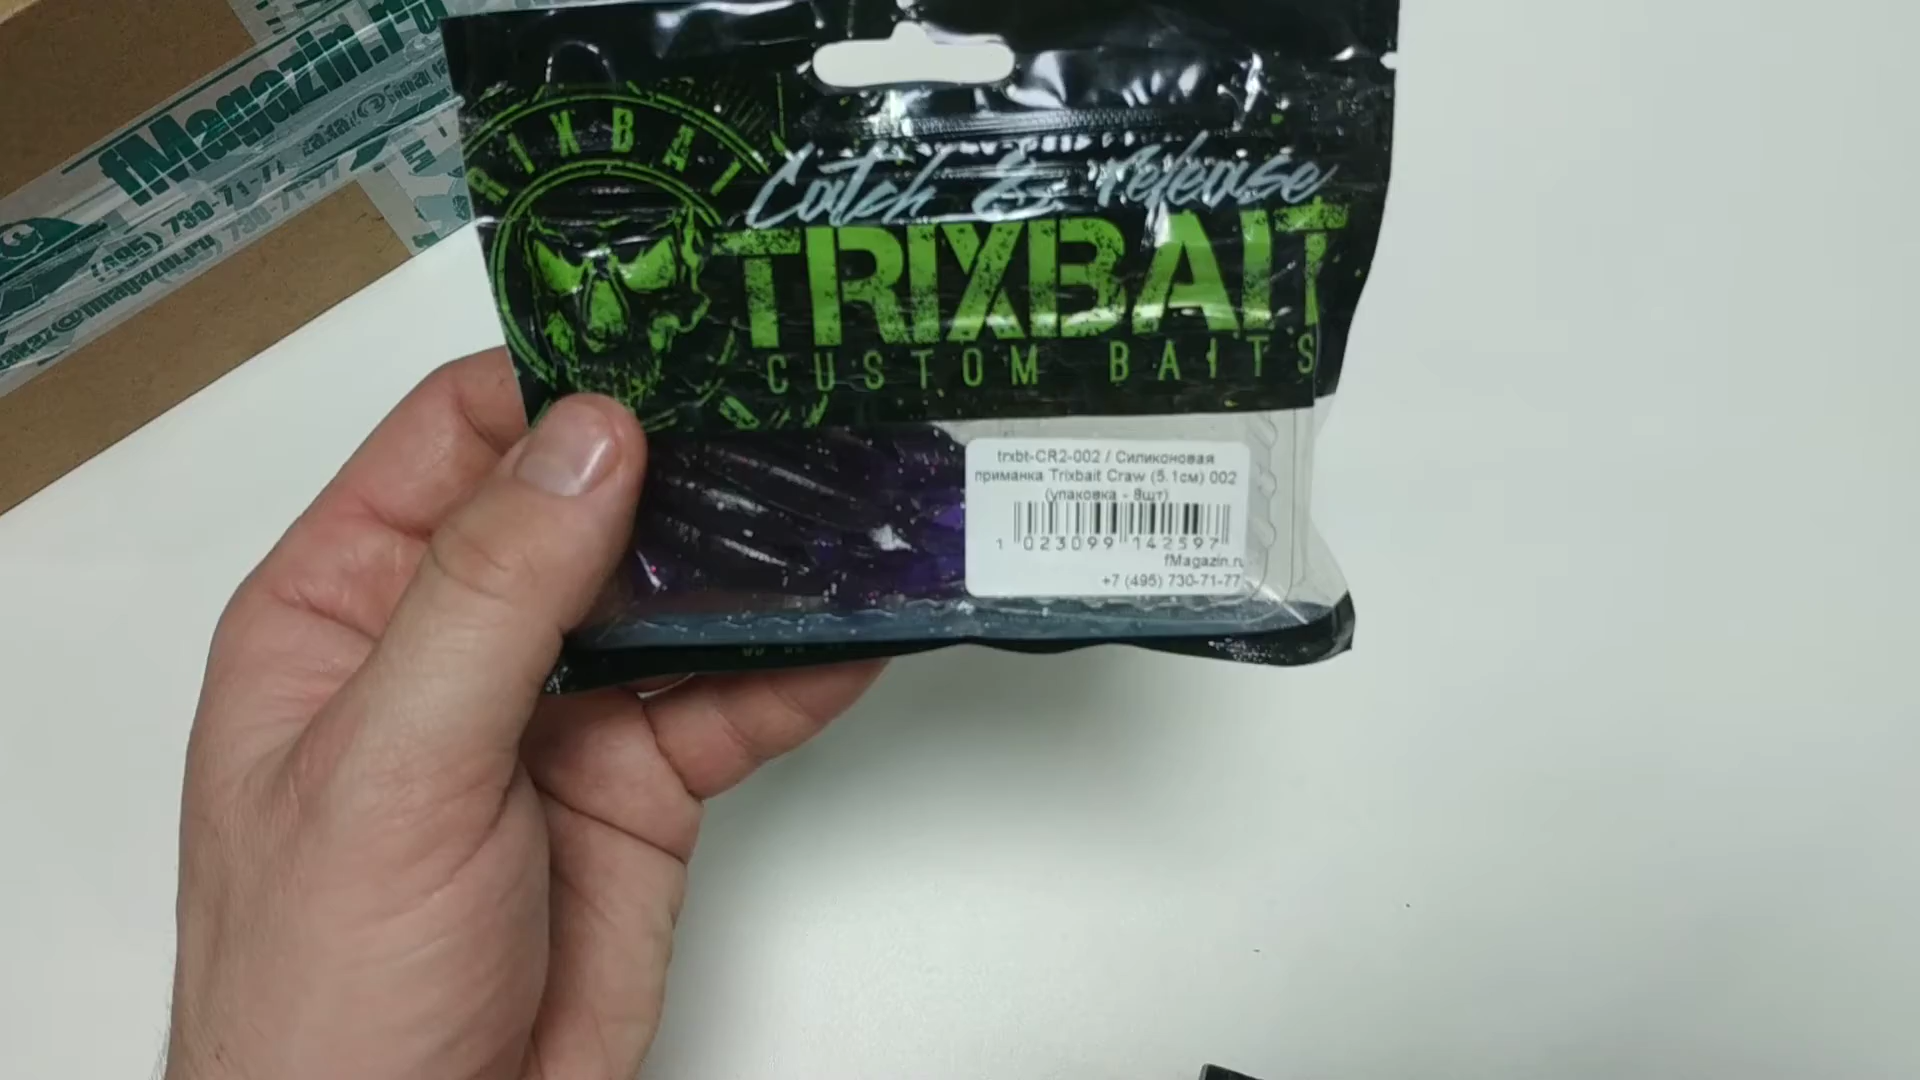 fMagazin.ru
(495) 730-71-77
TRIXBAIT
Catch & release
TRIXBAIT
CUSTOM BAITS
trxbt-CR2-002 / Силиконовая
приманка Trixbait Craw (5.1см) 002
(упаковка - 8шт)
1 023099 142597
fMagazin.ru
+7 (495) 730-71-77